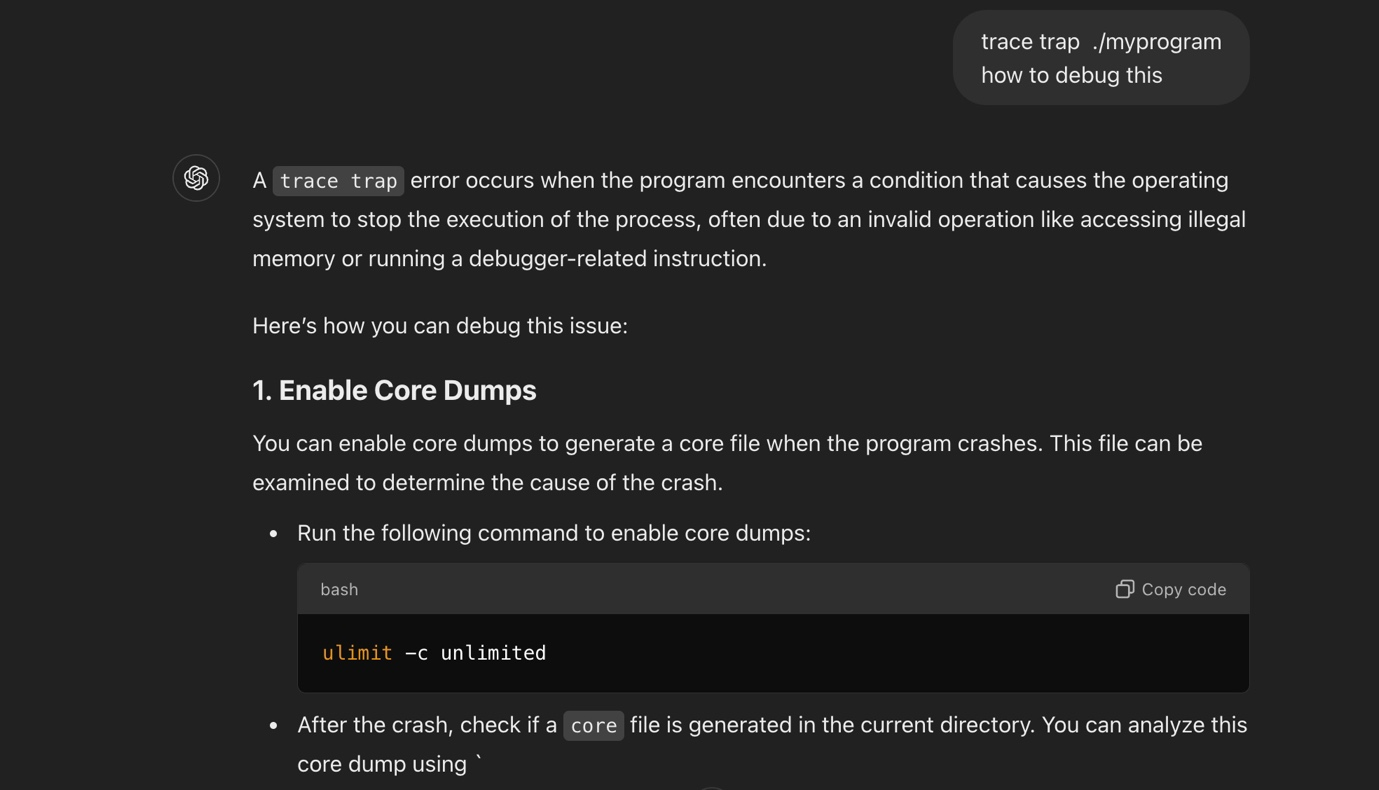 trace trap ./myprogram
how to debug this
A trace trap error occurs when the program encounters a condition that causes the operating
system to stop the execution of the process, often due to an invalid operation like accessing illegal
memory or running a debugger-related instruction.
Here’s how you can debug this issue:
1. Enable Core Dumps
You can enable core dumps to generate a core file when the program crashes. This file can be
examined to determine the cause of the crash.
• Run the following command to enable core dumps:
bash
Copy code
ulimit -c unlimited
• After the crash, check if a core file is generated in the current directory. You can analyze this
core dump using `